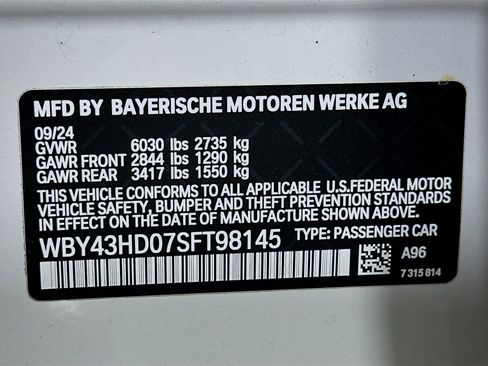 MFD BY BAYERISCHE MOTOREN WERKE AG
09/24
GVWR 6030 lbs 2735 kg
GAWR FRONT 2844 lbs 1290 kg
GAWR REAR 3417 lbs 1550 kg
THIS VEHICLE CONFORMS TO ALL APPLICABLE U.S.FEDERAL MOTOR
VEHICLE SAFETY, BUMPER, AND THEFT PREVENTION STANDARDS
IN EFFECT ON THE DATE OF MANUFACTURE SHOWN ABOVE.
WBY43HD07SFT98145 TYPE: PASSENGER CAR
A96
7 315 814